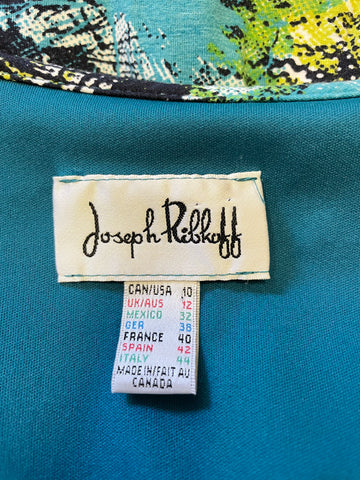 Joseph Ribkoff
CAN/USA 10
UK/AUS 12
MEXICO 32
GER 38
FRANCE 40
SPAIN 42
ITALY 44
MADE IN/FAIT AU
CANADA